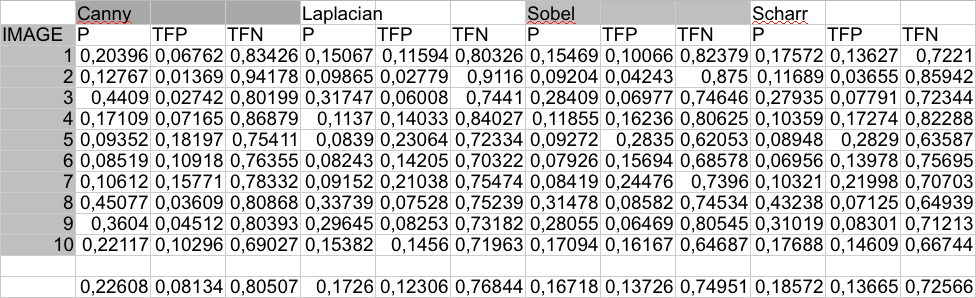 Canny Laplacian Sobel Scharr
IMAGE P TFP TFN P TFP TFN P TFP TFN P TFP TFN
1 0,20396 0,06762 0,83426 0,15067 0,11594 0,80326 0,15469 0,10066 0,82379 0,17572 0,13627 0,7221
2 0,12767 0,01369 0,94178 0,09865 0,02779 0,9116 0,09204 0,04243 0,875 0,11689 0,03655 0,85942
3 0,4409 0,02742 0,80199 0,31747 0,06008 0,7441 0,28409 0,06977 0,74646 0,27935 0,07791 0,72344
4 0,17109 0,07165 0,86879 0,1137 0,14033 0,84027 0,11855 0,16236 0,80625 0,10359 0,17274 0,82288
5 0,09352 0,18197 0,75411 0,0839 0,23064 0,72334 0,09272 0,2835 0,62053 0,08948 0,2829 0,63587
6 0,08519 0,10918 0,76355 0,08243 0,14205 0,70322 0,07926 0,15694 0,68578 0,06956 0,13978 0,75695
7 0,10612 0,15771 0,78332 0,09152 0,21038 0,75474 0,08419 0,24476 0,7396 0,10321 0,21998 0,70703
8 0,45077 0,03609 0,80868 0,33739 0,07528 0,75239 0,31478 0,08582 0,74534 0,43238 0,07125 0,64939
9 0,3604 0,04512 0,80393 0,29645 0,08253 0,73182 0,28055 0,06469 0,80545 0,31019 0,08301 0,71213
10 0,22117 0,10296 0,69027 0,15382 0,1456 0,71963 0,17094 0,16167 0,64687 0,17688 0,14609 0,66744
0,22608 0,08134 0,80507 0,1726 0,12306 0,76844 0,16718 0,13726 0,74951 0,18572 0,13665 0,72566